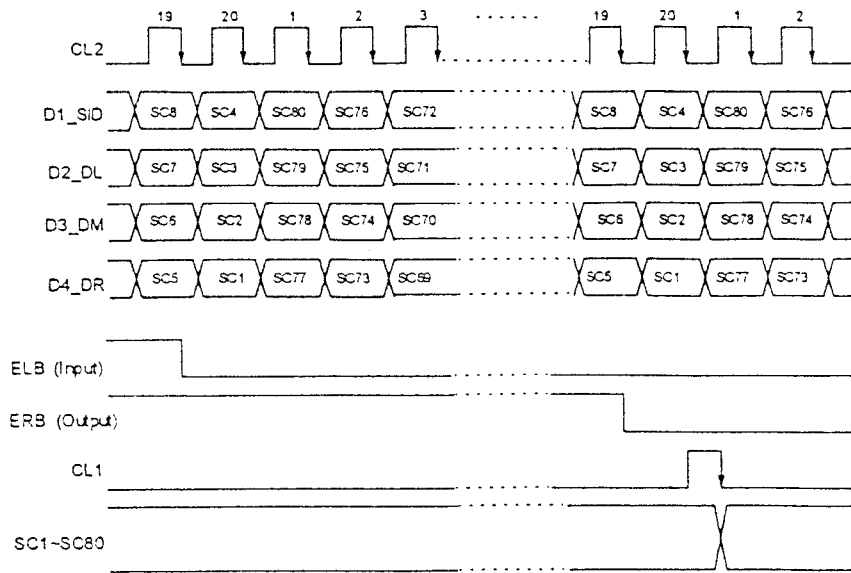 19 20 1 2 3 19 20 1 2
CL2
D1_SID SC8 SC4 SC80 SC76 SC72 SC8 SC4 SC80 SC76
D2_DL SC7 SC3 SC79 SC75 SC71 SC7 SC3 SC79 SC75
D3_DM SC6 SC2 SC78 SC74 SC70 SC6 SC2 SC78 SC74
D4_DR SC5 SC1 SC77 SC73 SC69 SC5 SC1 SC77 SC73
ELB (Input)
ERB (Output)
CL1
SC1~SC80